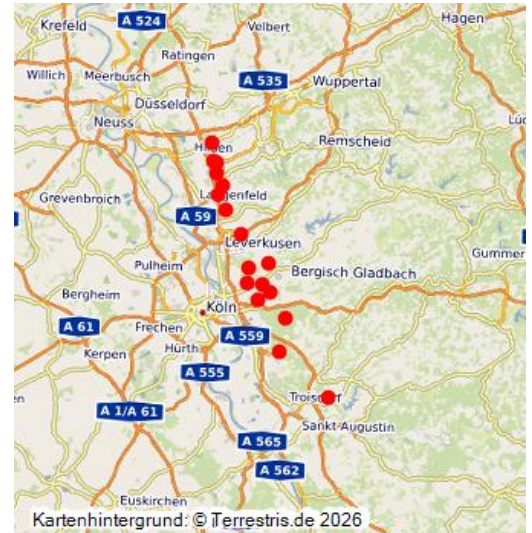 Krefeld
A 524
Velbert
Hagen
Ratingen
Willich
Meerbusch
A 535
Wuppertal
Düsseldorf
Neuss
Remscheid
Grevenbroich
A 59
Leverkusen
Pulheim
Bergisch Gladbach
Gummer
Bergheim
Köln
A 61
Frechen
A 559
Hürth
Kerpen
A 555
A 1/A 61
Sankt Augustin
A 565
A 562
Euskirchen
Kartenhintergrund: © Terrestris.de 2026